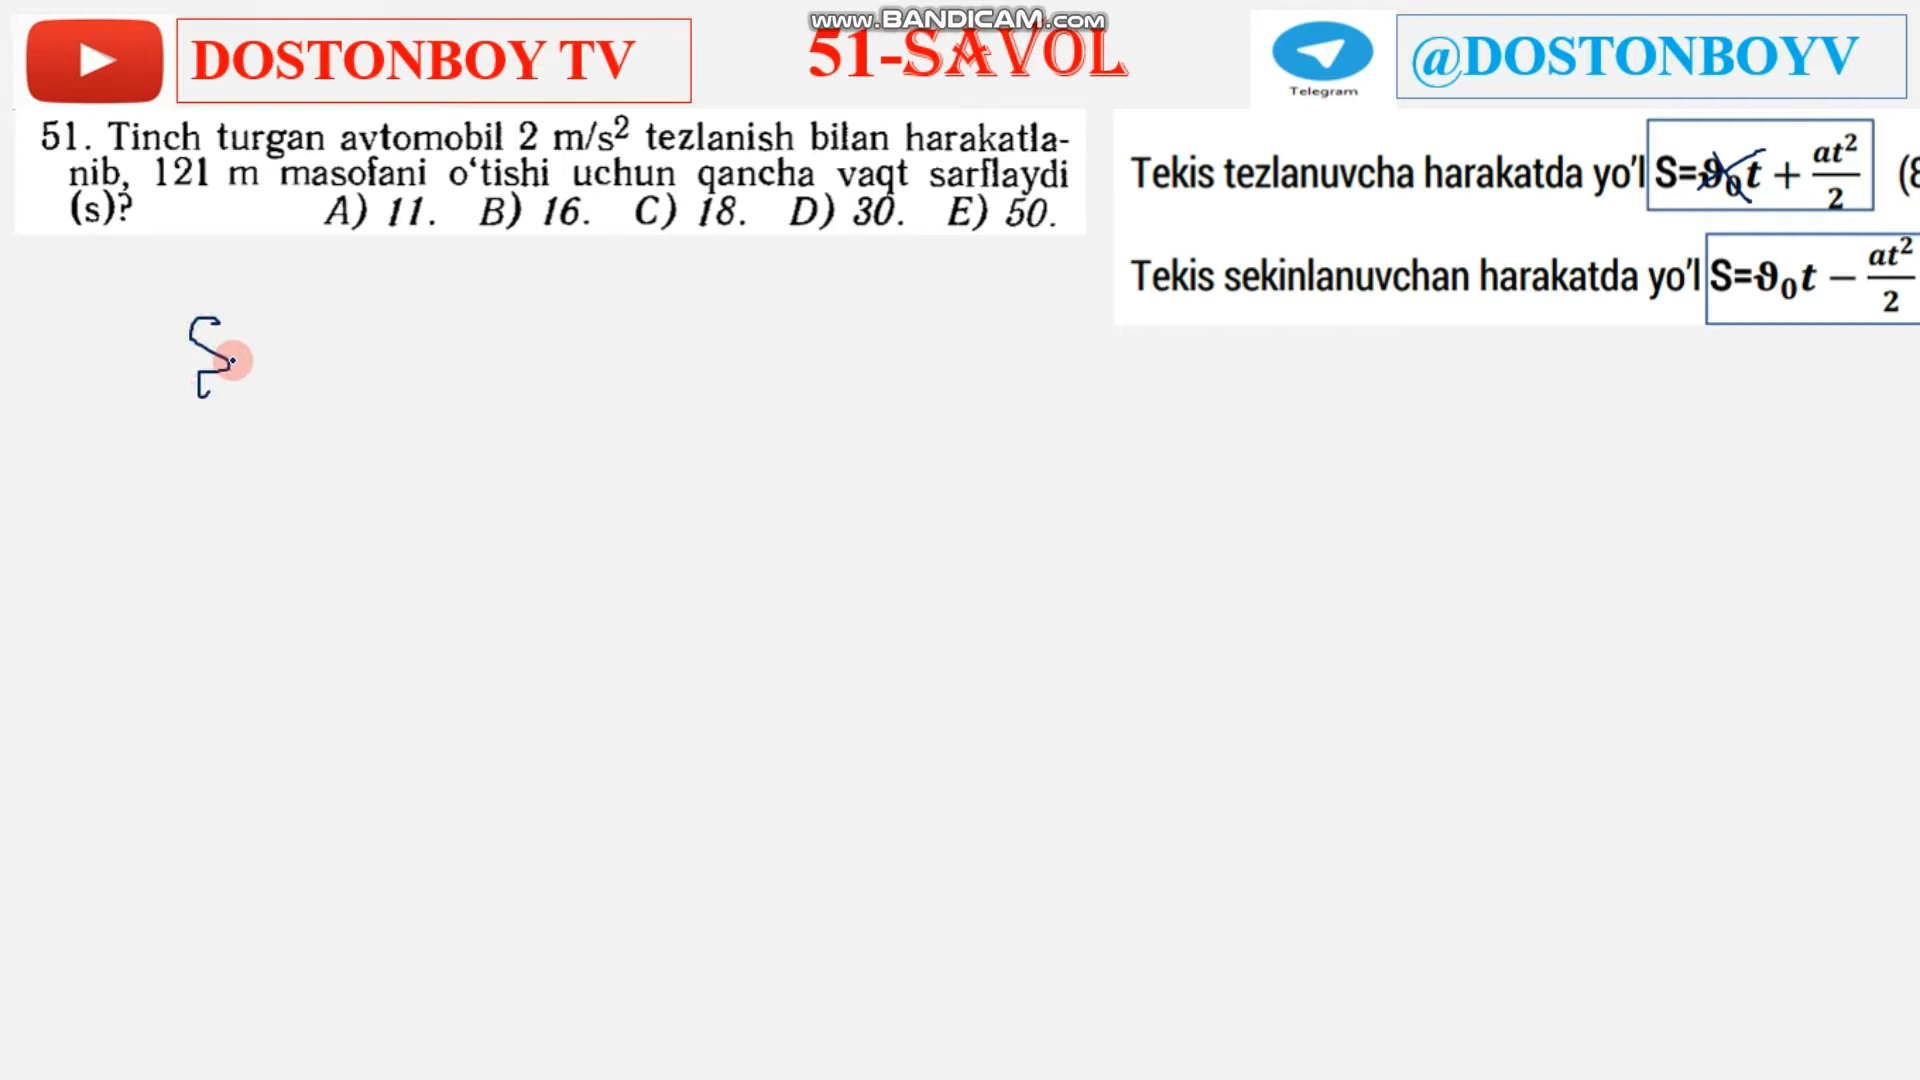 www.BANDICAM.com
DOSTONBOY TV
51-SAVOL
Telegram
@DOSTONBOYV
51. Tinch turgan avtomobil 2 m/s² tezlanish bilan harakatla-
nib, 121 m masofani o‘tishi uchun qancha vaqt sarflaydi
(s)? A) 11. B) 16. C) 18. D) 30. E) 50.
Tekis tezlanuvcha harakatda yo'l S=ϑ₀t + at²/2 (8
Tekis sekinlanuvchan harakatda yo'l S=ϑ₀t − at²/2
S